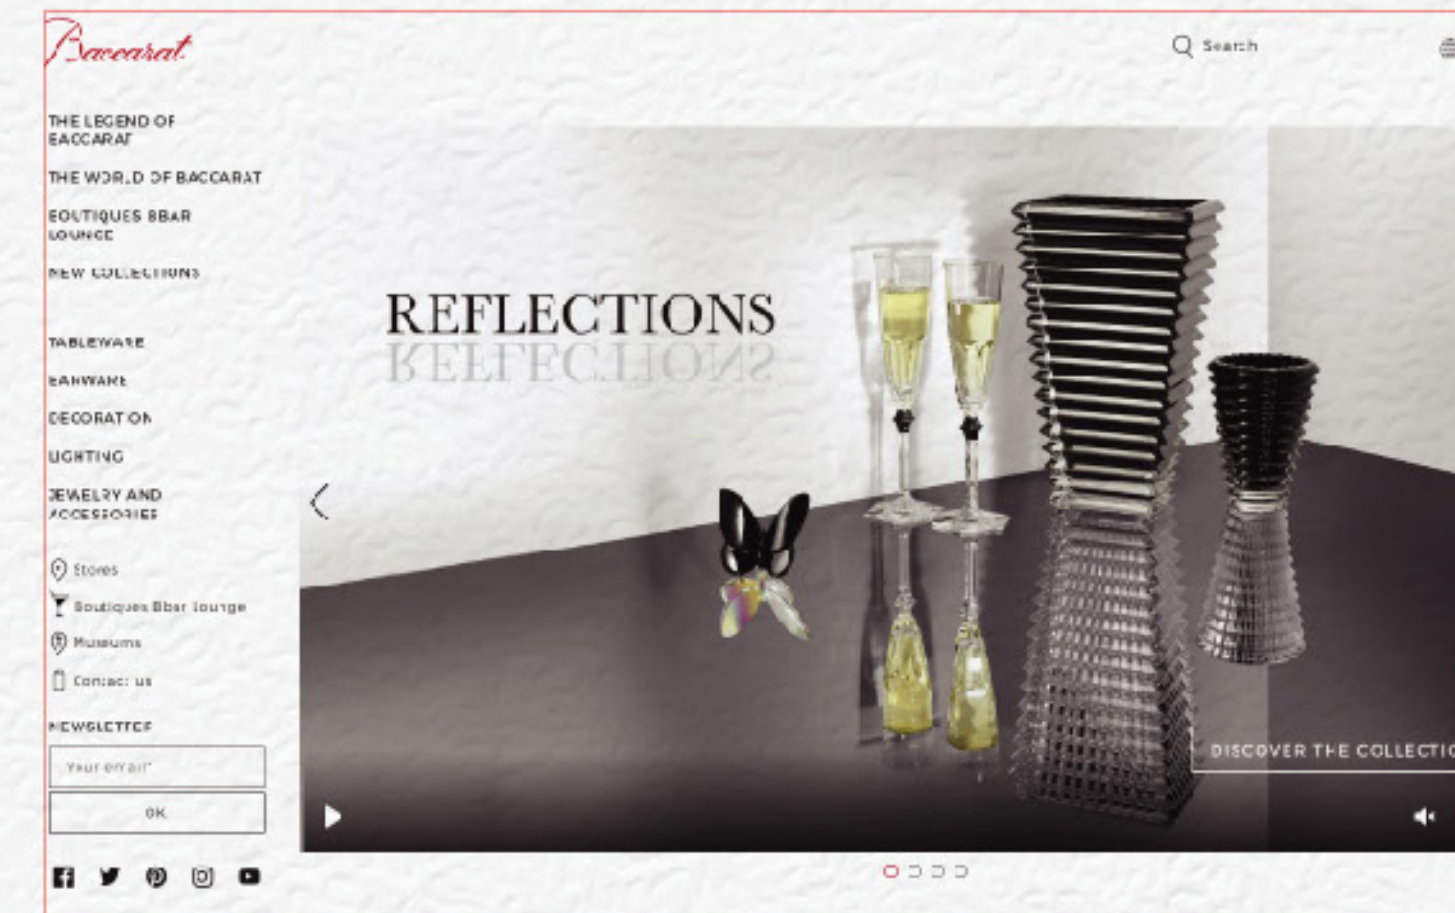 Baccarat
Search
THE LEGEND OF
BACCARAT
THE WORLD OF BACCARAT
BOUTIQUES BBAR
LOUNGE
NEW COLLECTIONS
TABLEWARE
BARWARE
DECORATION
LIGHTING
JEWELRY AND
ACCESSORIES
Stores
Boutiques Bbar lounge
Museums
Contact us
NEWSLETTER
Your email*
OK
REFLECTIONS
REFLECTIONS
DISCOVER THE COLLECTIO